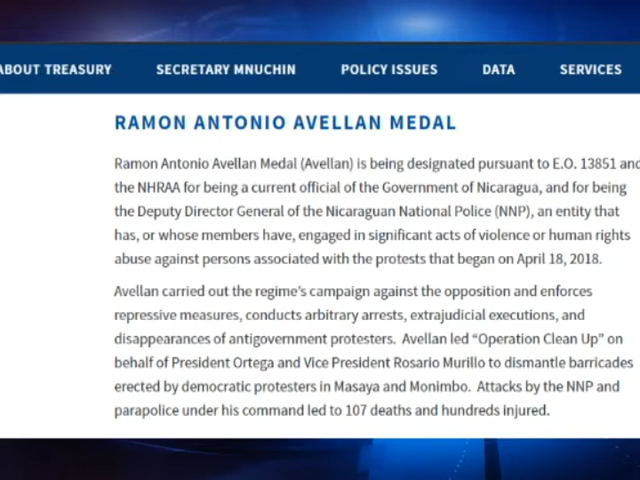 ABOUT TREASURY SECRETARY MNUCHIN POLICY ISSUES DATA SERVICES
RAMON ANTONIO AVELLAN MEDAL
Ramon Antonio Avellan Medal (Avellan) is being designated pursuant to E.O. 13851 and
the NHRAA for being a current official of the Government of Nicaragua, and for being
the Deputy Director General of the Nicaraguan National Police (NNP), an entity that
has, or whose members have, engaged in significant acts of violence or human rights
abuse against persons associated with the protests that began on April 18, 2018.
Avellan carried out the regime's campaign against the opposition and enforces
repressive measures, conducts arbitrary arrests, extrajudicial executions, and
disappearances of antigovernment protesters. Avellan led “Operation Clean Up” on
behalf of President Ortega and Vice President Rosario Murillo to dismantle barricades
erected by democratic protesters in Masaya and Monimbo. Attacks by the NNP and
parapolice under his command led to 107 deaths and hundreds injured.